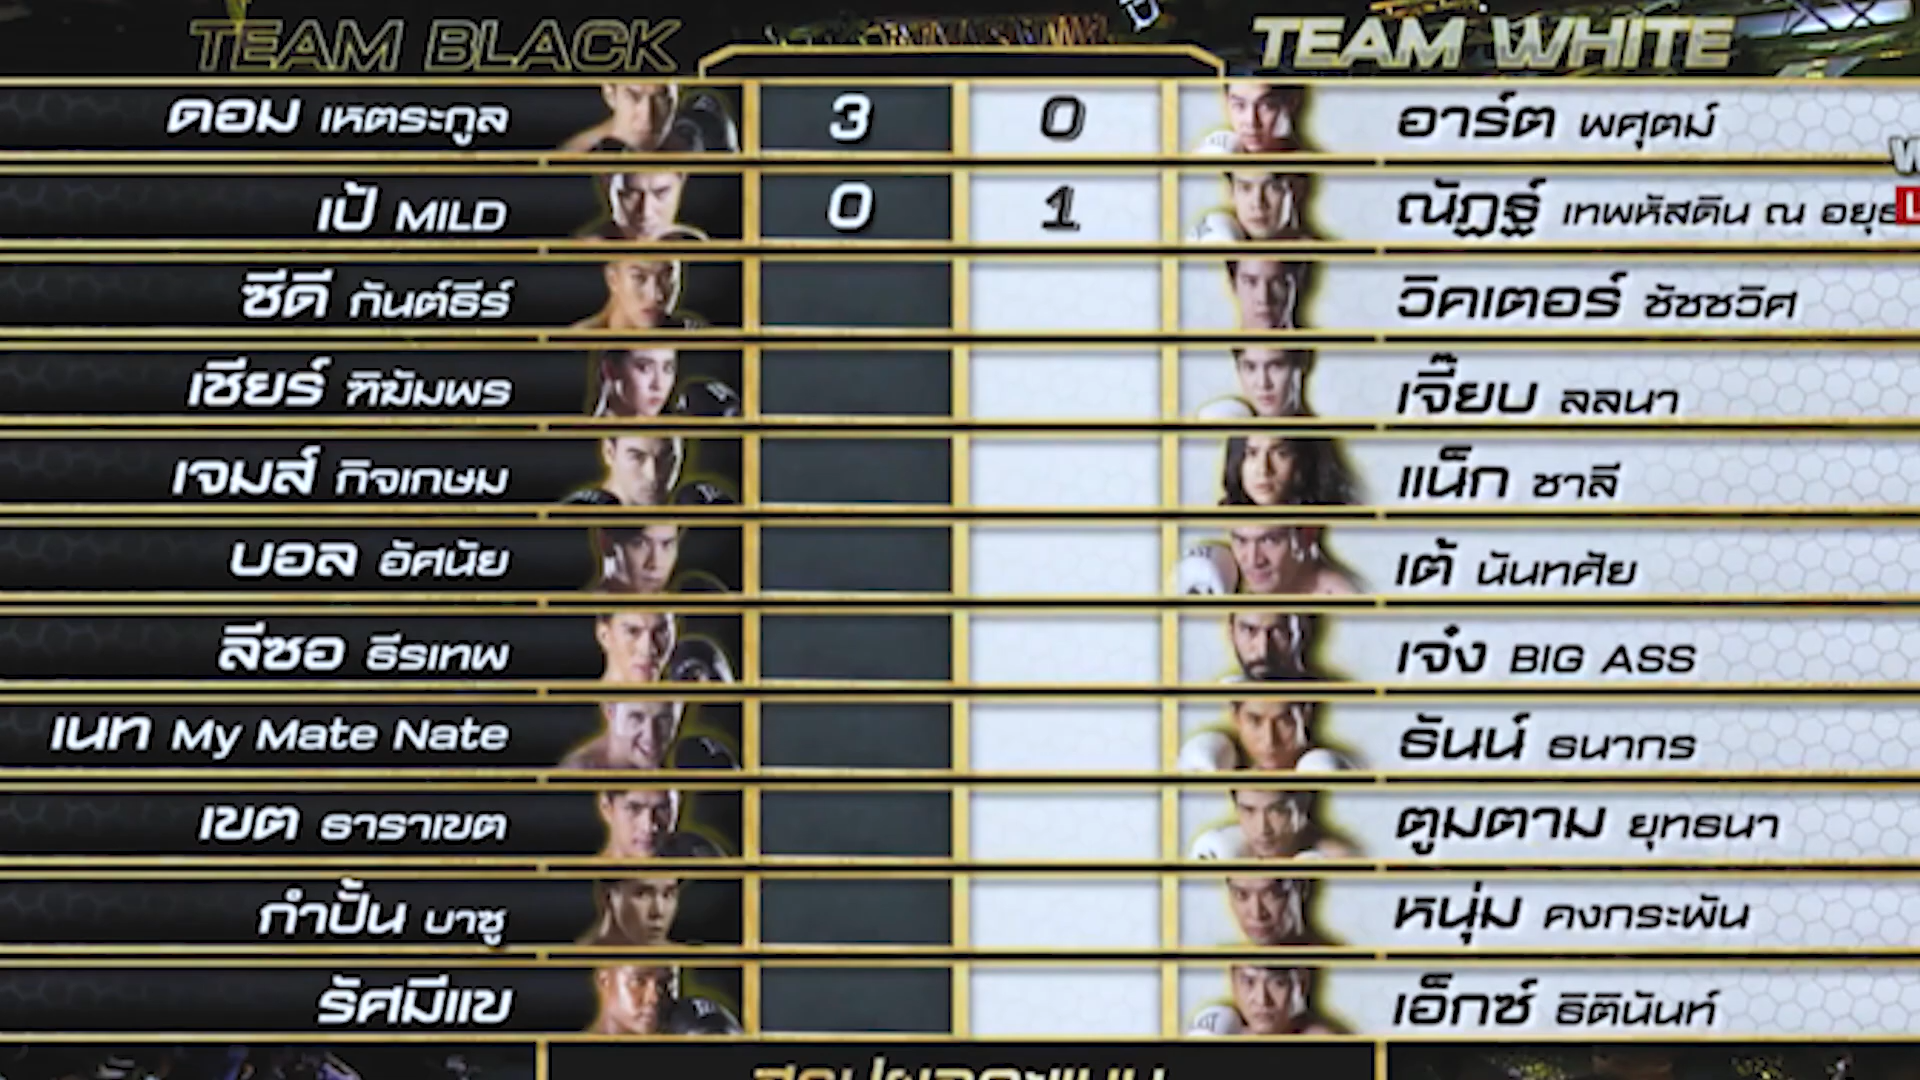 TEAM BLACK TEAM WHITE
ดอม เหตระกูล 3 0 อาร์ต พศุตม์
เป้ MILD 0 1 ณัฏฐ์ เทพหัสดิน ณ
ซีดี กันต์ธีร์ วิคเตอร์ ชัชชวิศ
เชียร์ ฑิฆัมพร เจี๊ยบ ลลนา
เจมส์ กิจเกษม แน็ก ชาลี
บอล อัศนัย เต้ นันทศัย
ลีซอ ธีรเทพ เจ๋ง BIG ASS
เนท My Mate Nate ธันน์ ธนากร
เขต ธาราเขต ตูมตาม ยุทธนา
กำปั้น บาซู หนุ่ม คงกระพัน
รัศมีแข เอ็กซ์ ธิตินันท์